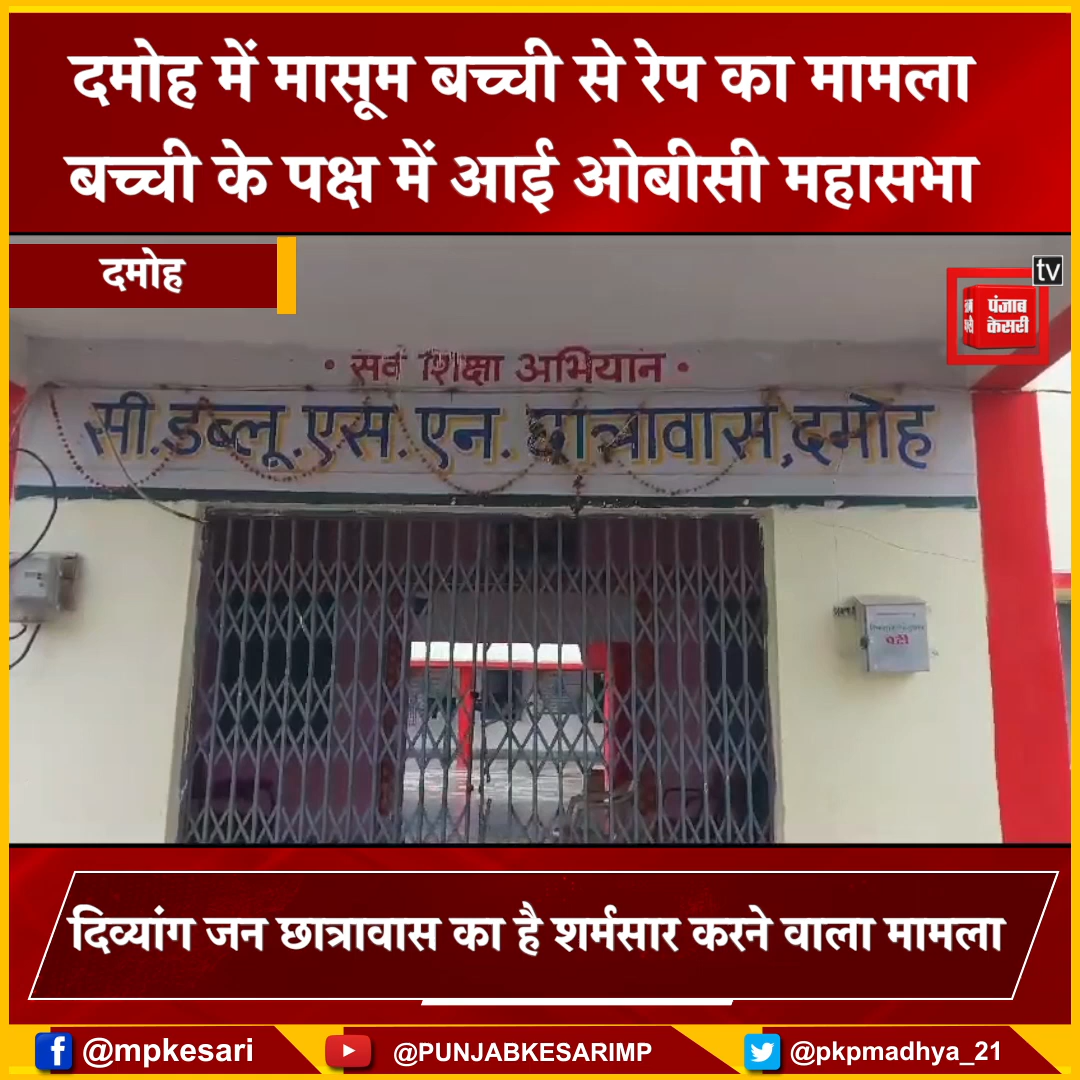 दमोह में मासूम बच्ची से रेप का मामला
बच्ची के पक्ष में आई ओबीसी महासभा
दमोह
tv
पंजाब
केसरी
• सर्व शिक्षा अभियान •
सी.डब्लू.एस.एन. छात्रावास,दमोह
पेटी
दिव्यांग जन छात्रावास का है शर्मसार करने वाला मामला
@mpkesari
@PUNJABKESARIMP
@pkpmadhya_21